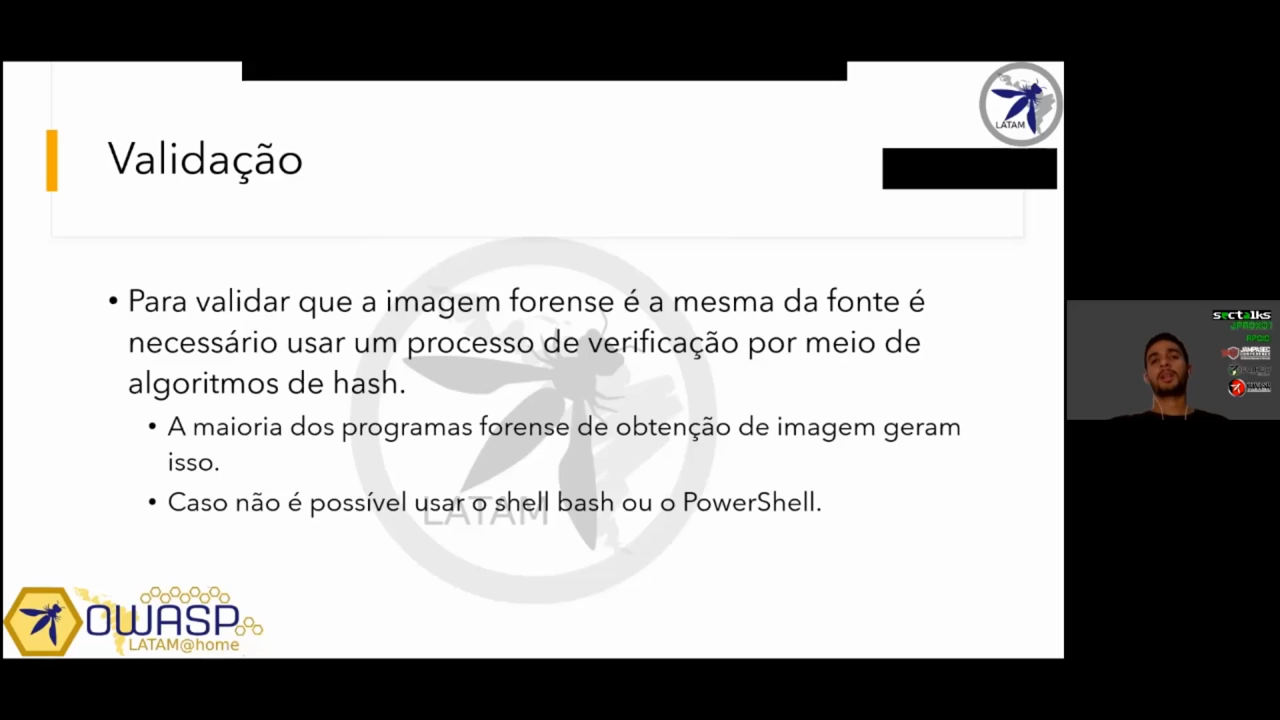 LATAM
Validação
• Para validar que a imagem forense é a mesma da fonte é
necessário usar um processo de verificação por meio de
algoritmos de hash.
• A maioria dos programas forense de obtenção de imagem geram
isso.
• Caso não é possível usar o shell bash ou o PowerShell.
LATAM
OWASP
LATAM@home
sectalks
APOIO